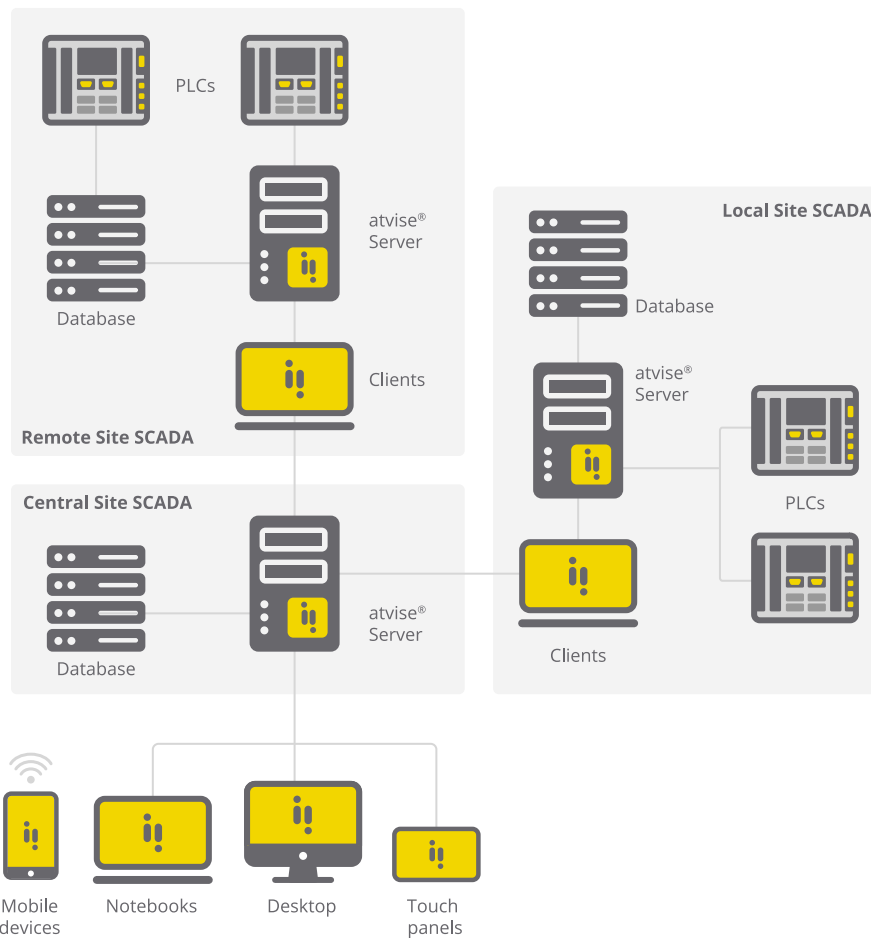 PLCs
atvise®
Server
Database
Clients
Remote Site SCADA
Local Site SCADA
Database
atvise®
Server
PLCs
Clients
Central Site SCADA
atvise®
Server
Database
Mobile
devices
Notebooks
Desktop
Touch
panels